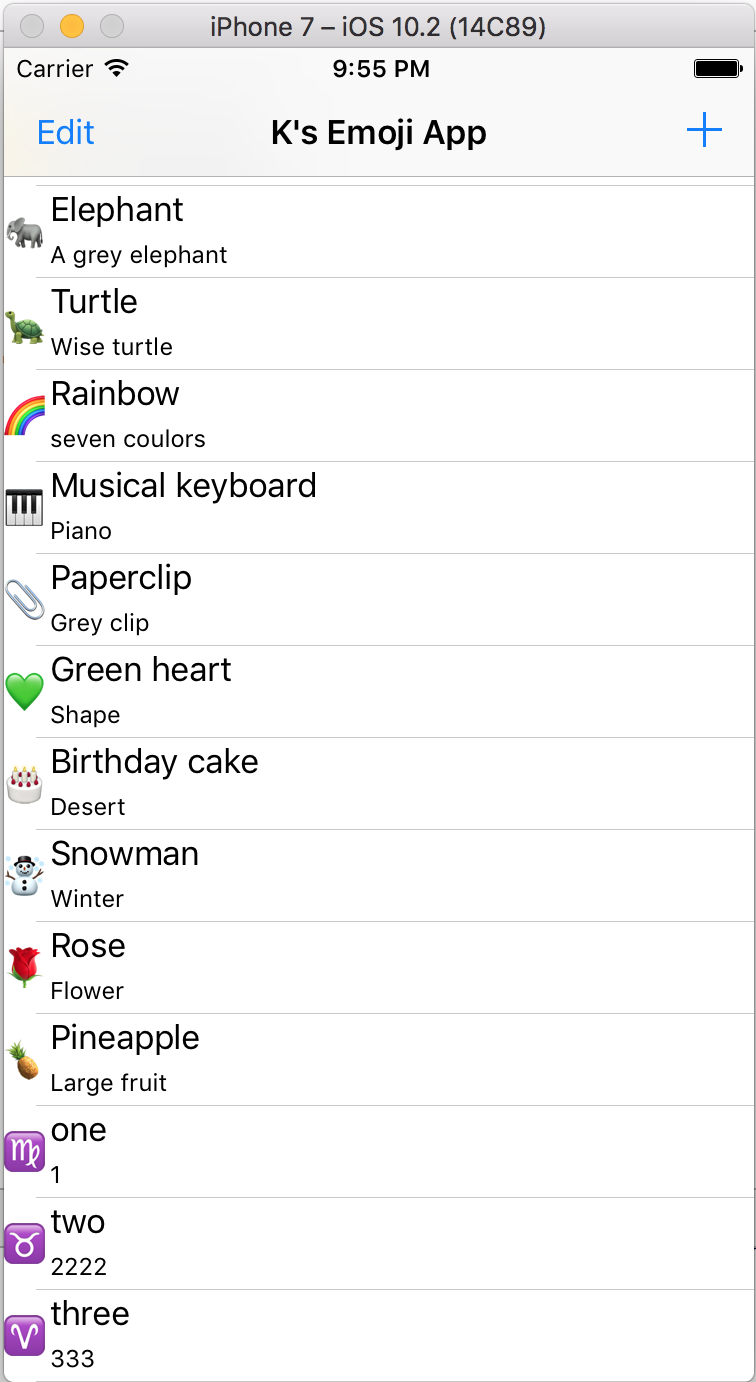 iPhone 7 – iOS 10.2 (14C89)
Carrier 9:55 PM
Edit K's Emoji App
Elephant
A grey elephant
Turtle
Wise turtle
Rainbow
seven coulors
Musical keyboard
Piano
Paperclip
Grey clip
Green heart
Shape
Birthday cake
Desert
Snowman
Winter
Rose
Flower
Pineapple
Large fruit
one
1
two
2222
three
333